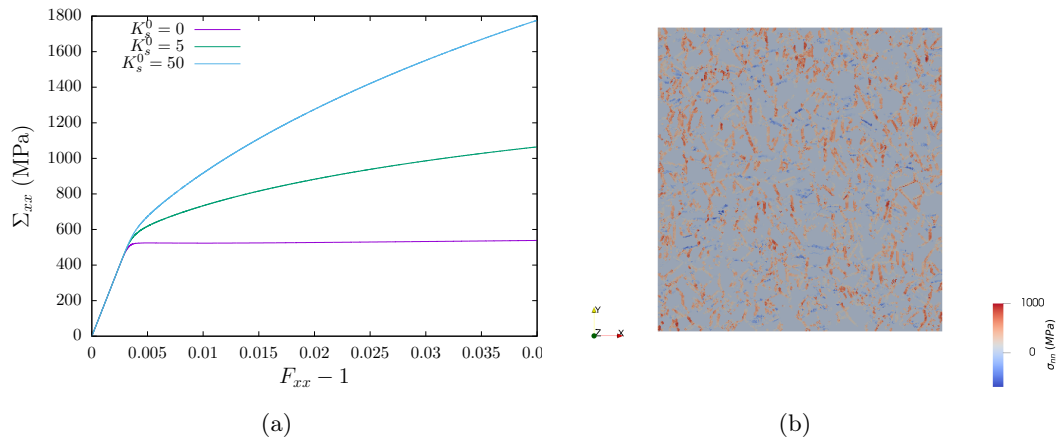 1800
1600
1400
1200
1000
800
600
400
200
0
Σxx (MPa)
K_s^0 = 0
K_s^0 = 5
K_s^0 = 50
0 0.005 0.01 0.015 0.02 0.025 0.03 0.035 0.0
F_xx − 1
(a)
Y
Z X
1000
0
σ_nn (MPa)
(b)